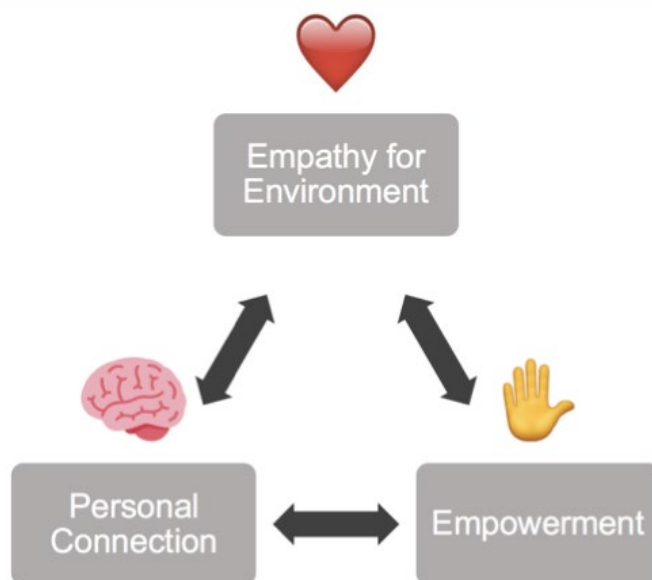 Empathy for
Environment
Personal
Connection
Empowerment